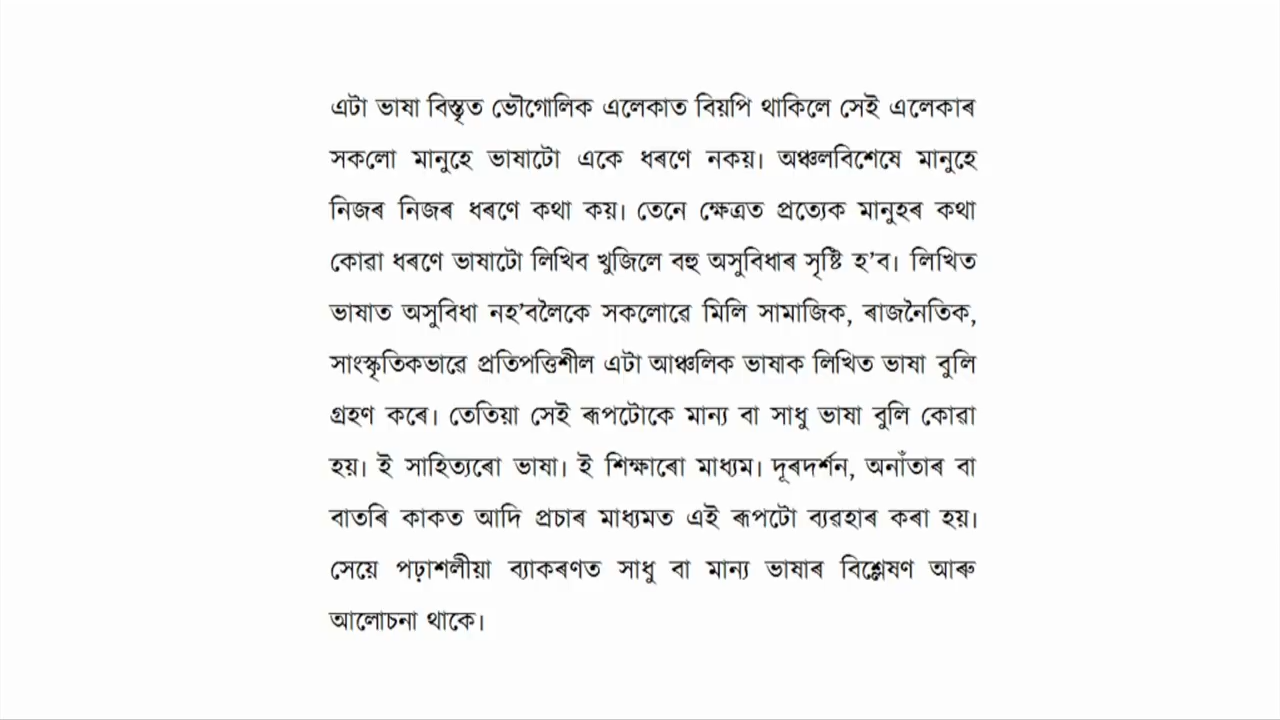 এটা ভাষা বিস্তৃত ভৌগোলিক এলেকাত বিয়পি থাকিলে সেই এলেকাৰ
সকলো মানুহে ভাষাটো একে ধৰণে নকয়। অঞ্চলবিশেষে মানুহে
নিজৰ নিজৰ ধৰণে কথা কয়। তেনে ক্ষেত্ৰত প্ৰত্যেক মানুহৰ কথা
কোৱা ধৰণে ভাষাটো লিখিব খুজিলে বহু অসুবিধাৰ সৃষ্টি হ’ব। লিখিত
ভাষাত অসুবিধা নহ’বলৈকে সকলোৱে মিলি সামাজিক, ৰাজনৈতিক,
সাংস্কৃতিকভাৱে প্ৰতিপত্তিশীল এটা আঞ্চলিক ভাষাক লিখিত ভাষা বুলি
গ্ৰহণ কৰে। তেতিয়া সেই ৰূপটোকে মান্য বা সাধু ভাষা বুলি কোৱা
হয়। ই সাহিত্যৰো ভাষা। ই শিক্ষাৰো মাধ্যম। দূৰদৰ্শন, অনাঁতাৰ বা
বাতৰি কাকত আদি প্ৰচাৰ মাধ্যমত এই ৰূপটো ব্যৱহাৰ কৰা হয়।
সেয়ে পঢ়াশলীয়া ব্যাকৰণত সাধু বা মান্য ভাষাৰ বিশ্লেষণ আৰু
আলোচনা থাকে।